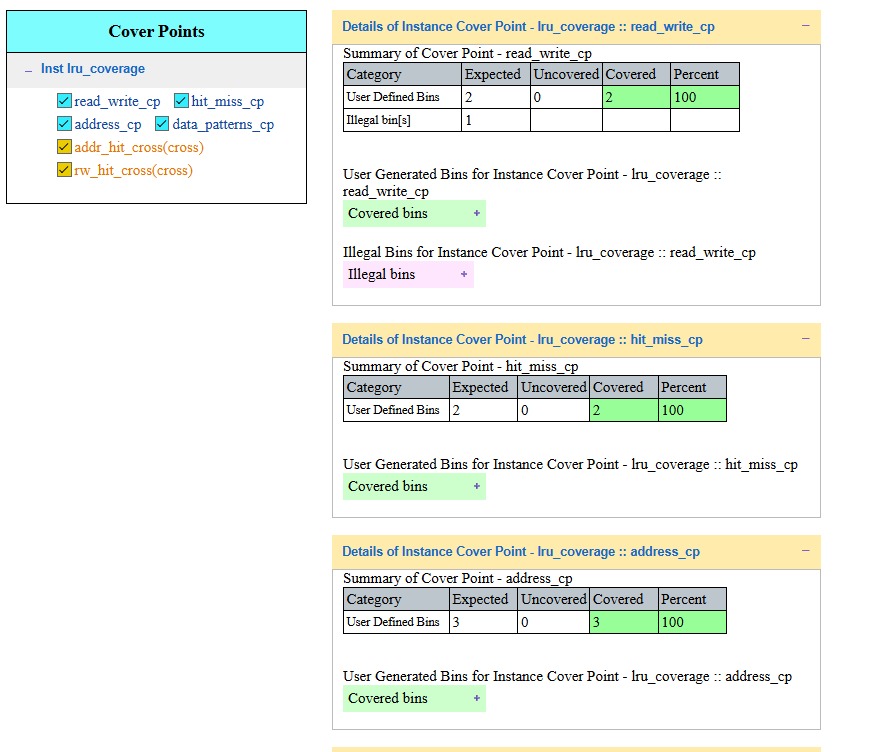 Cover Points
Inst lru_coverage
read_write_cp hit_miss_cp
address_cp data_patterns_cp
addr_hit_cross(cross)
rw_hit_cross(cross)
Details of Instance Cover Point - lru_coverage :: read_write_cp
Summary of Cover Point - read_write_cp
Category Expected Uncovered Covered Percent
User Defined Bins 2 0 2 100
Illegal bin[s] 1
User Generated Bins for Instance Cover Point - lru_coverage ::
read_write_cp
Covered bins +
Illegal Bins for Instance Cover Point - lru_coverage :: read_write_cp
Illegal bins +
Details of Instance Cover Point - lru_coverage :: hit_miss_cp
Summary of Cover Point - hit_miss_cp
Category Expected Uncovered Covered Percent
User Defined Bins 2 0 2 100
User Generated Bins for Instance Cover Point - lru_coverage :: hit_miss_cp
Covered bins +
Details of Instance Cover Point - lru_coverage :: address_cp
Summary of Cover Point - address_cp
Category Expected Uncovered Covered Percent
User Defined Bins 3 0 3 100
User Generated Bins for Instance Cover Point - lru_coverage :: address_cp
Covered bins +